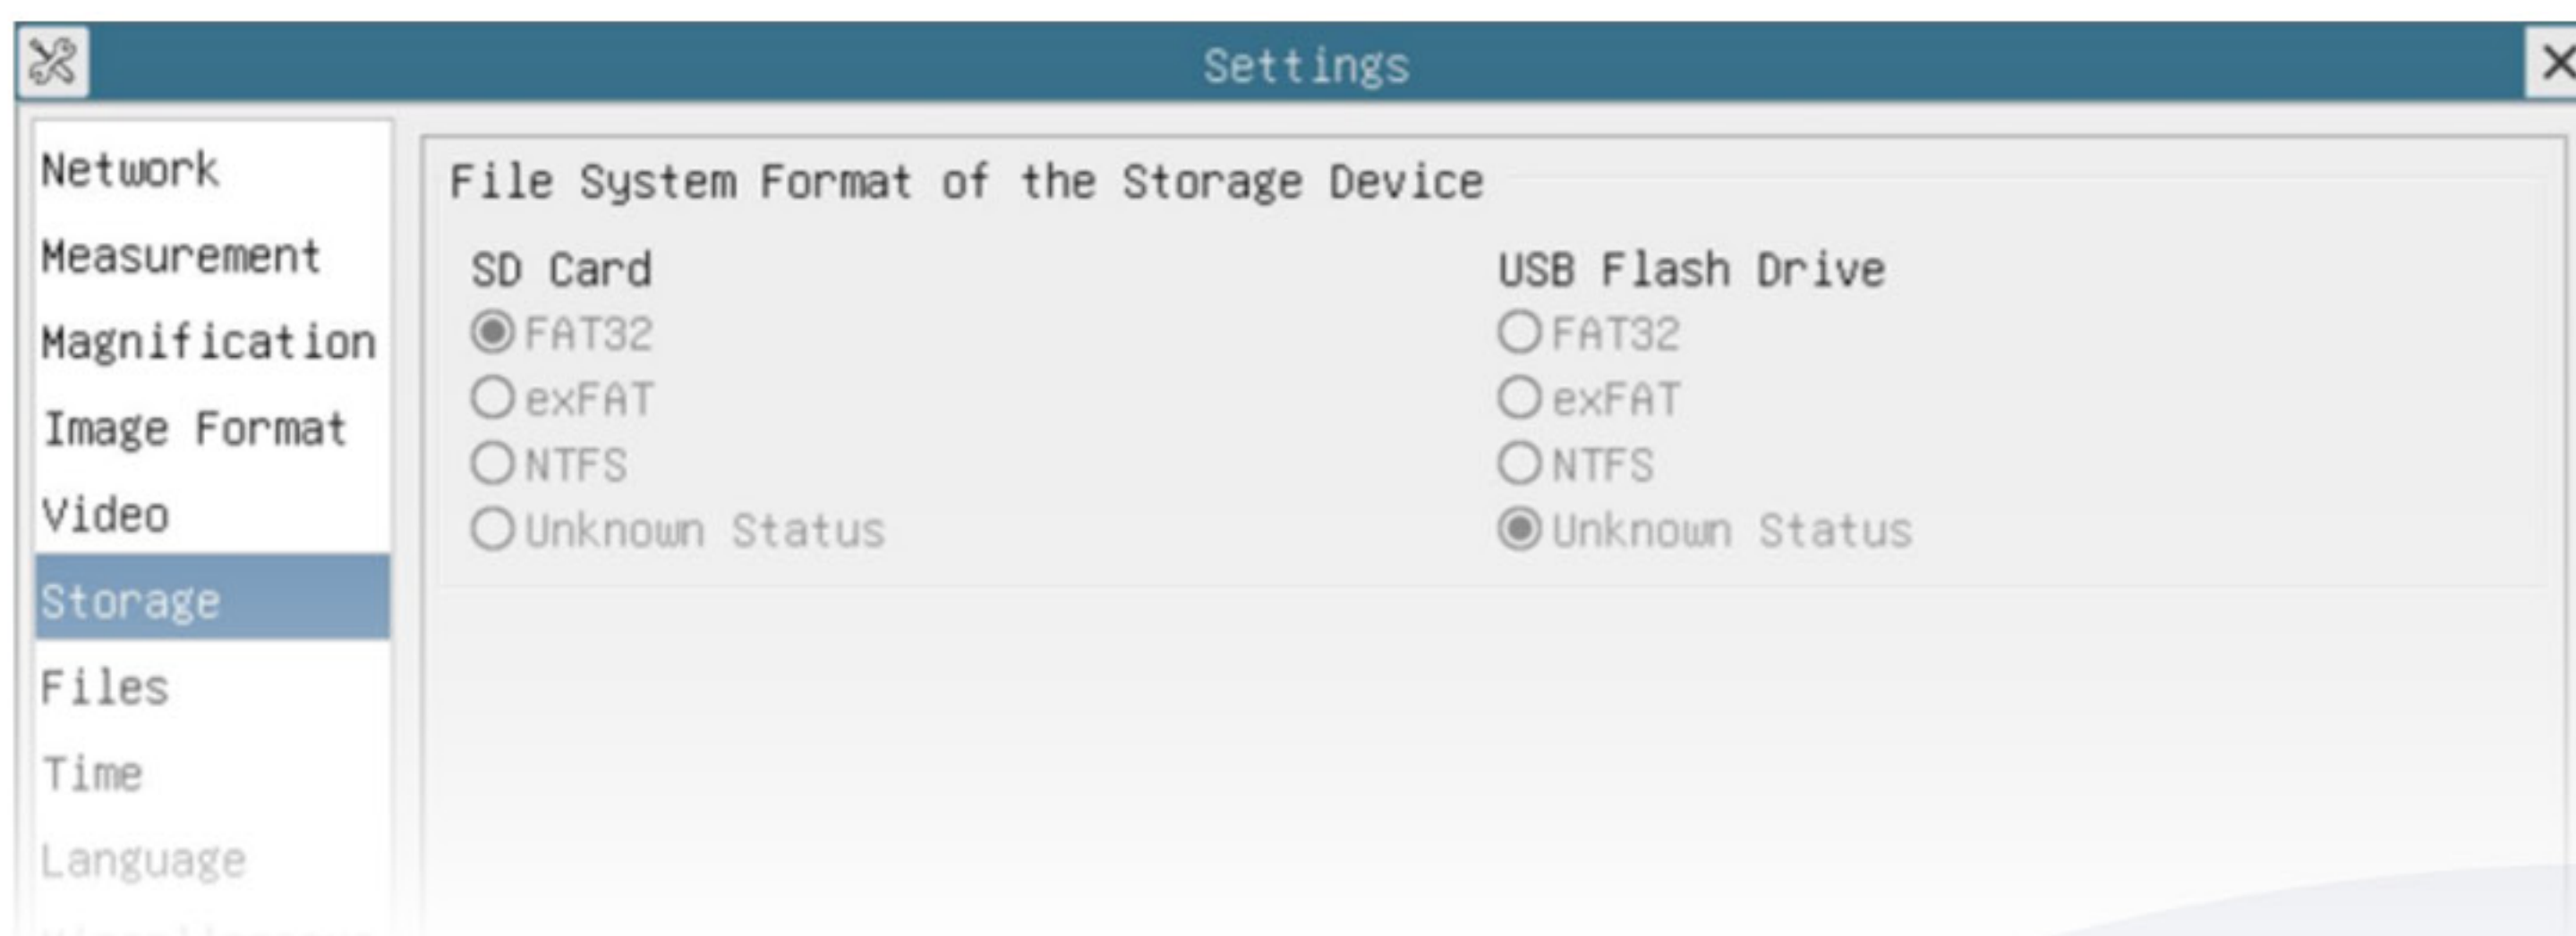 Settings
Network
Measurement
Magnification
Image Format
Video
Storage
Files
Time
Language
File System Format of the Storage Device
SD Card
FAT32
exFAT
NTFS
Unknown Status
USB Flash Drive
FAT32
exFAT
NTFS
Unknown Status